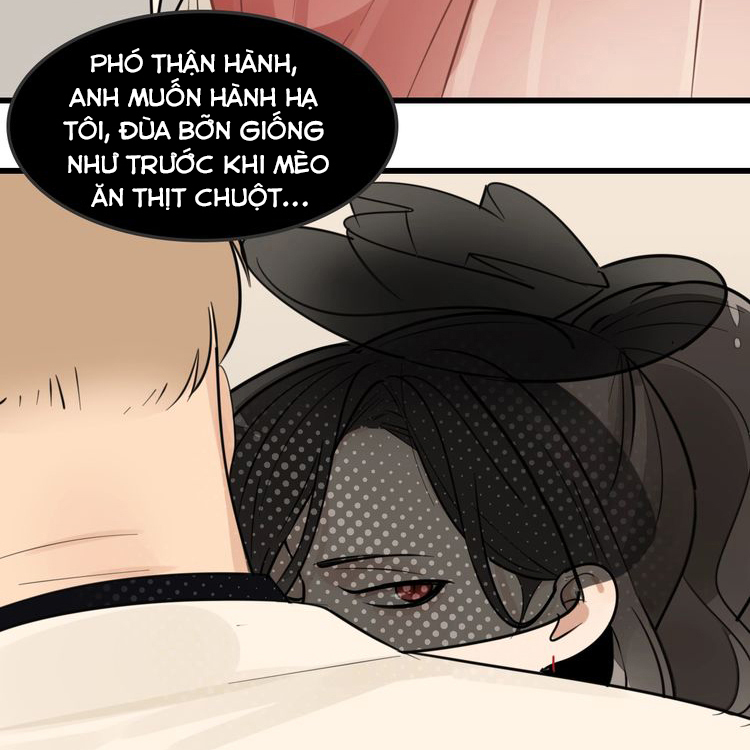 PHÓ THẬN HÀNH,
ANH MUỐN HÀNH HẠ
TÔI, ĐÙA BỠN GIỐNG
NHƯ TRƯỚC KHI MÈO
ĂN THỊT CHUỘT...